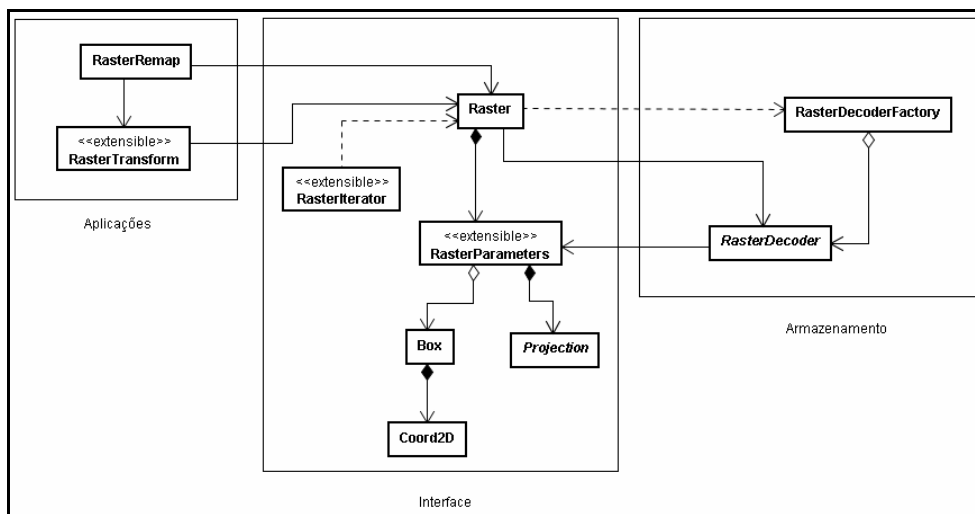 RasterRemap
<<extensible>>
RasterTransform
Aplicações
Raster
<<extensible>>
RasterIterator
<<extensible>>
RasterParameters
Box
Projection
Coord2D
Interface
RasterDecoderFactory
RasterDecoder
Armazenamento